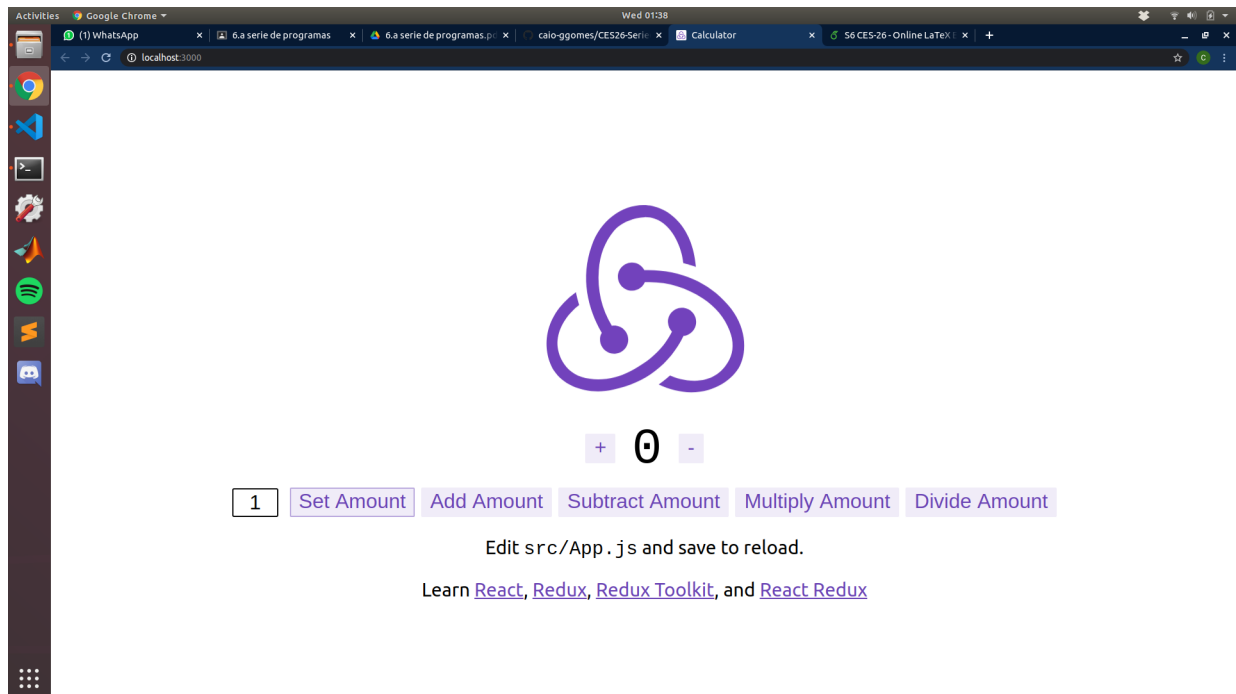 Activities Google Chrome Wed 01:38
(1) WhatsApp 6.a serie de programas 6.a serie de programas.pd caio-ggomes/CES26-Serie Calculator S6 CES-26 - Online LaTeX
localhost:3000 C
+ 0 -
1 Set Amount Add Amount Subtract Amount Multiply Amount Divide Amount
Edit src/App.js and save to reload.
Learn React, Redux, Redux Toolkit, and React Redux